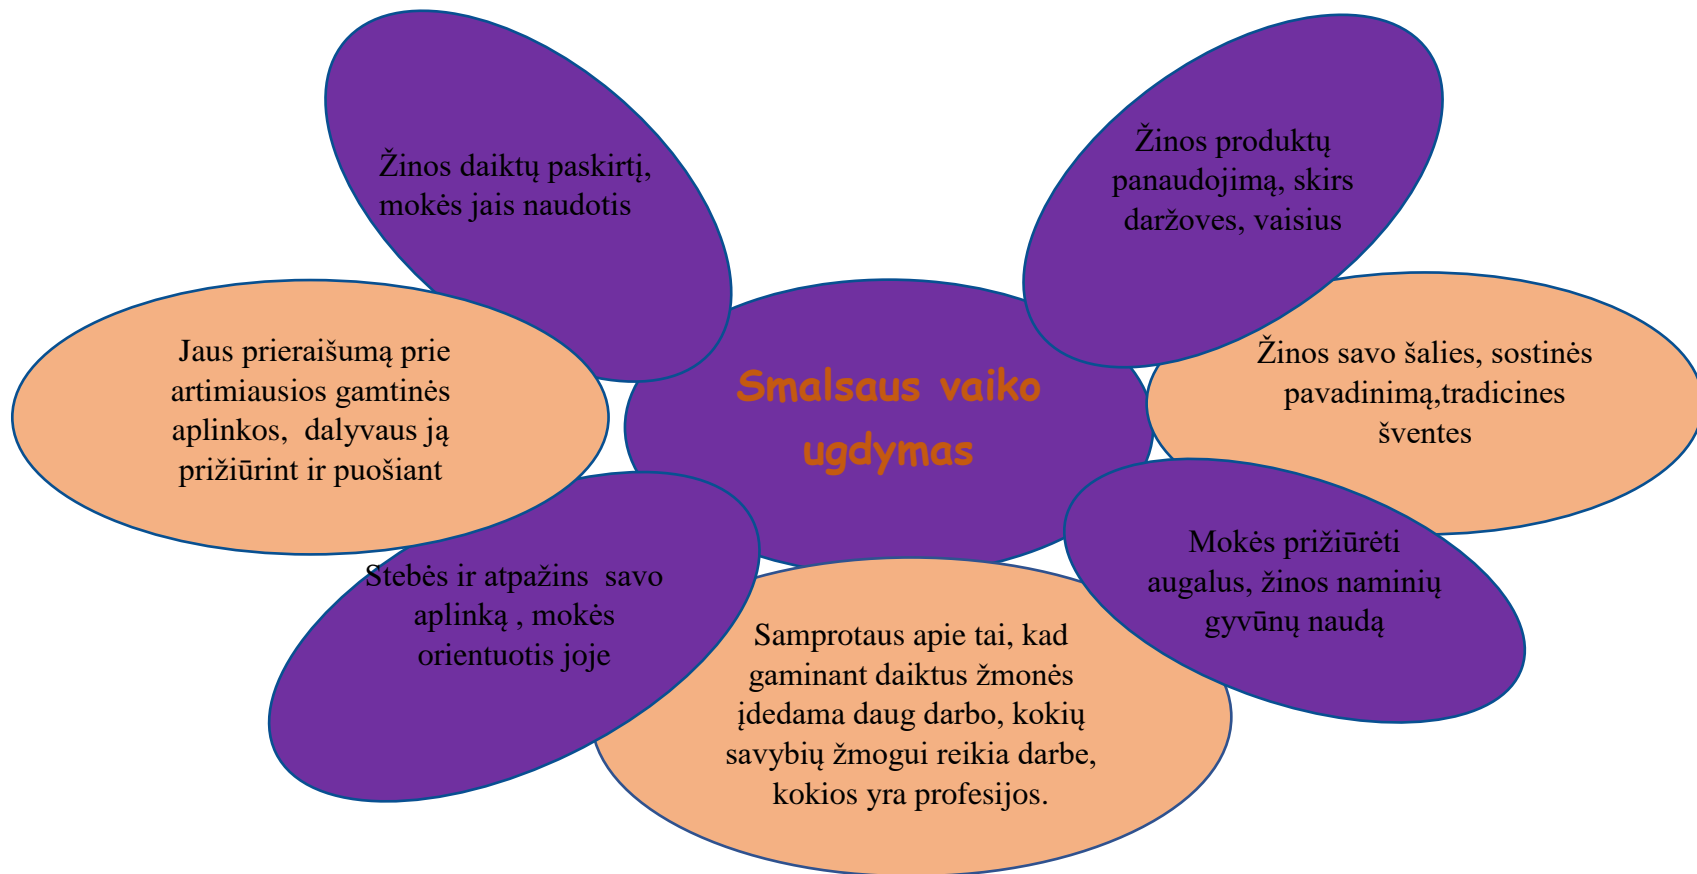 Žinos daiktų paskirtį,
mokės jais naudotis
Žinos produktų
panaudojimą, skirs
daržoves, vaisius
Jaus prieraišumą prie
artimiausios gamtinės
aplinkos, dalyvaus ją
prižiūrint ir puošiant
Smalsaus vaiko
ugdymas
Žinos savo šalies, sostinės
pavadinimą,tradicines
šventes
Stebės ir atpažins savo
aplinką , mokės
orientuotis joje
Samprotaus apie tai, kad
gaminant daiktus žmonės
įdedama daug darbo, kokių
savybių žmogui reikia darbe,
kokios yra profesijos.
Mokės prižiūrėti
augalus, žinos naminių
gyvūnų naudą